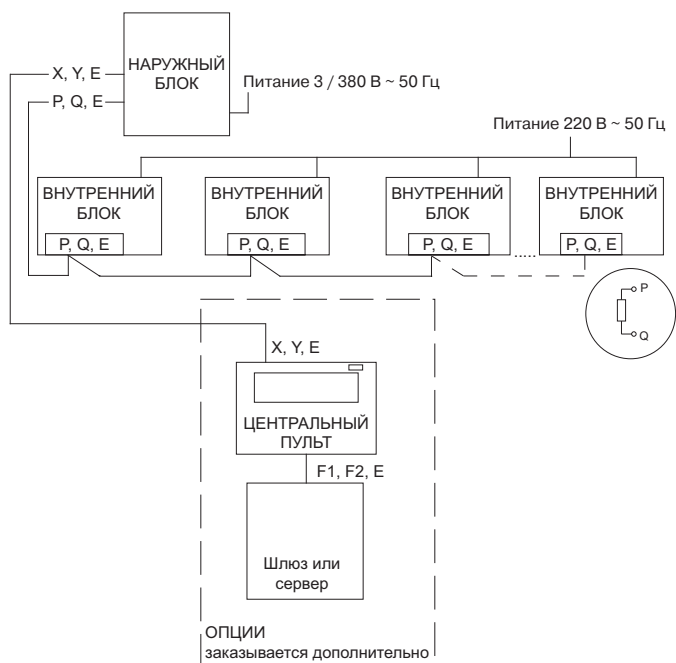 НАРУЖНЫЙ
БЛОК
X, Y, E
P, Q, E
Питание 3 / 380 В ~ 50 Гц
Питание 220 В ~ 50 Гц
ВНУТРЕННИЙ
БЛОК
P, Q, E
ВНУТРЕННИЙ
БЛОК
P, Q, E
ВНУТРЕННИЙ
БЛОК
P, Q, E
.....
ВНУТРЕННИЙ
БЛОК
P, Q, E
P
Q
X, Y, E
ЦЕНТРАЛЬНЫЙ
ПУЛЬТ
F1, F2, E
Шлюз или
сервер
ОПЦИИ
заказывается дополнительно